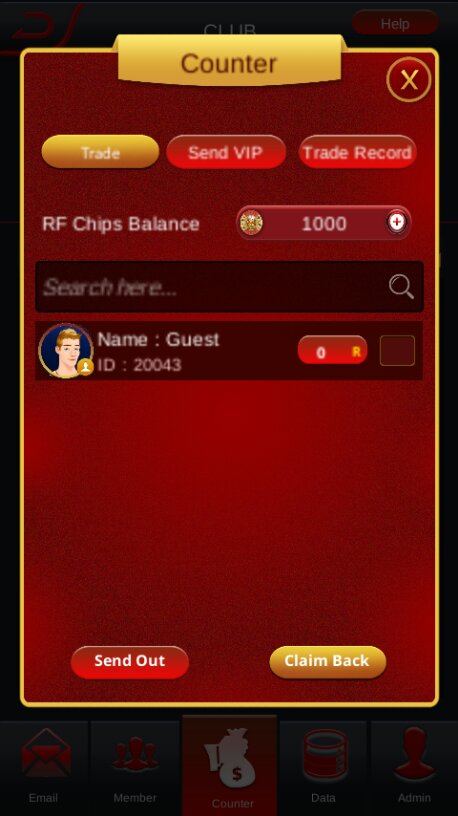 CLUB
Help
Counter
X
Trade
Send VIP
Trade Record
RF Chips Balance
1000
Search here...
Name : Guest
ID : 20043
0 R
Send Out
Claim Back
$
Email
Member
Counter
Data
Admin